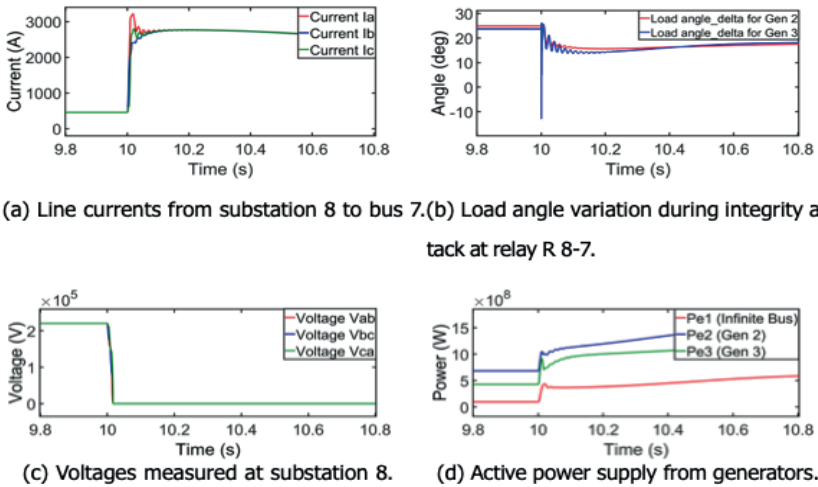 3000
2000
1000
0
Current (A)
Current Ia
Current Ib
Current Ic
9.8 10 10.2 10.4 10.6 10.8
Time (s)
(a) Line currents from substation 8 to bus 7.
30
20
10
0
-10
Angle (deg)
Load angle_delta for Gen 2
Load angle_delta for Gen 3
9.8 10 10.2 10.4 10.6 10.8
Time (s)
(b) Load angle variation during integrity a
tack at relay R 8-7.
×10⁵
2
1
0
Voltage (V)
Voltage Vab
Voltage Vbc
Voltage Vca
9.8 10 10.2 10.4 10.6 10.8
Time (s)
(c) Voltages measured at substation 8.
×10⁸
15
10
5
0
Power (W)
Pe1 (Infinite Bus)
Pe2 (Gen 2)
Pe3 (Gen 3)
9.8 10 10.2 10.4 10.6 10.8
Time (s)
(d) Active power supply from generators.